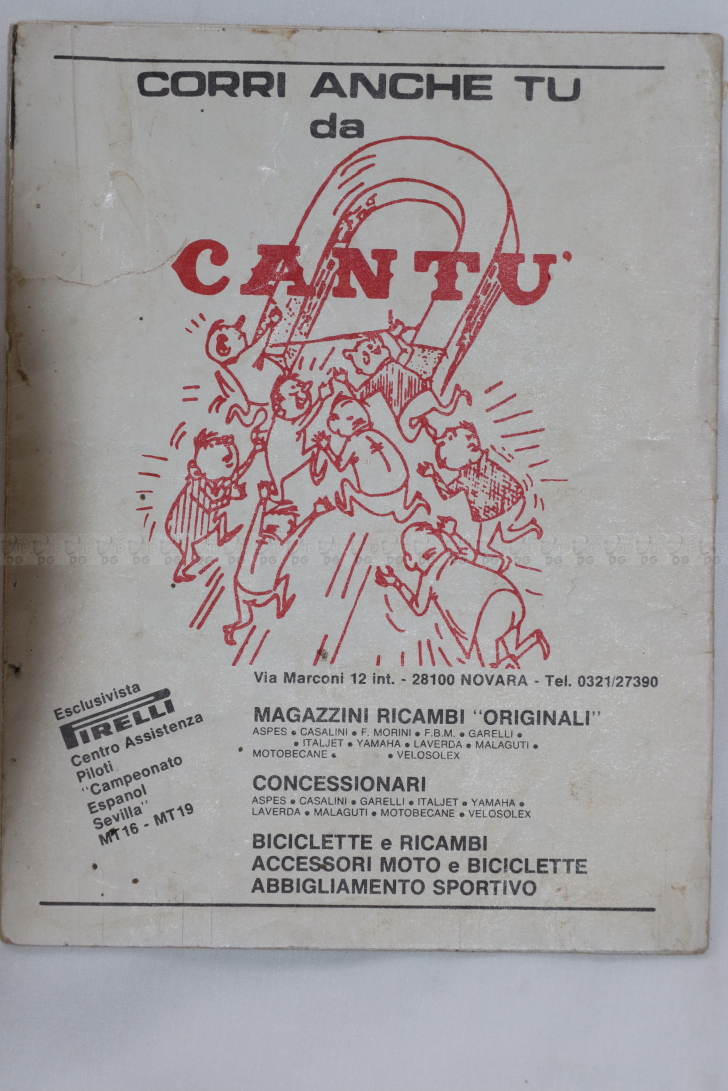 CORRI ANCHE TU
da
CANTU'
Via Marconi 12 int. - 28100 NOVARA - Tel. 0321/27390
Esclusivista
PIRELLI
Centro Assistenza
Piloti
"Campeonato
Espanol
Sevilla"
MT16 - MT19
MAGAZZINI RICAMBI "ORIGINALI"
ASPES • CASALINI • F. MORINI • F.B.M. • GARELLI •
• ITALJET • YAMAHA • LAVERDA • MALAGUTI •
MOTOBECANE • • VELOSOLEX
CONCESSIONARI
ASPES • CASALINI • GARELLI • ITALJET • YAMAHA •
LAVERDA • MALAGUTI • MOTOBECANE • VELOSOLEX
BICICLETTE e RICAMBI
ACCESSORI MOTO e BICICLETTE
ABBIGLIAMENTO SPORTIVO